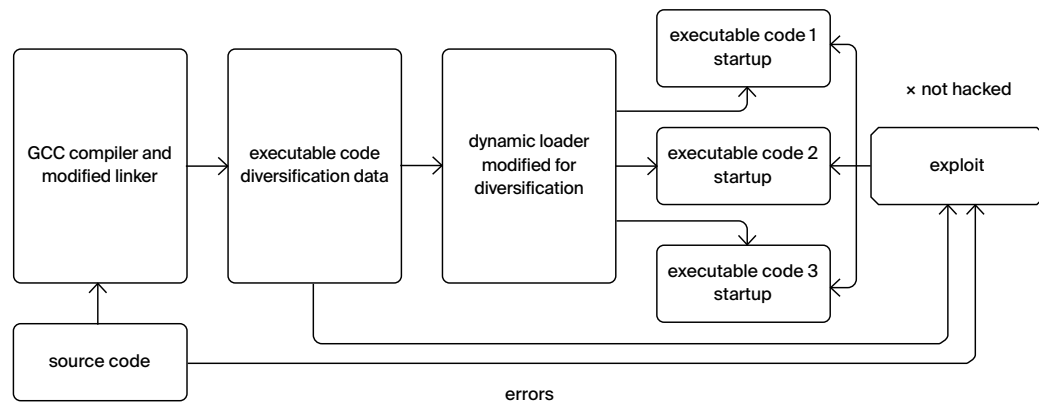 GCC compiler and
modified linker
executable code
diversification data
dynamic loader
modified for
diversification
executable code 1
startup
executable code 2
startup
executable code 3
startup
× not hacked
exploit
source code
errors